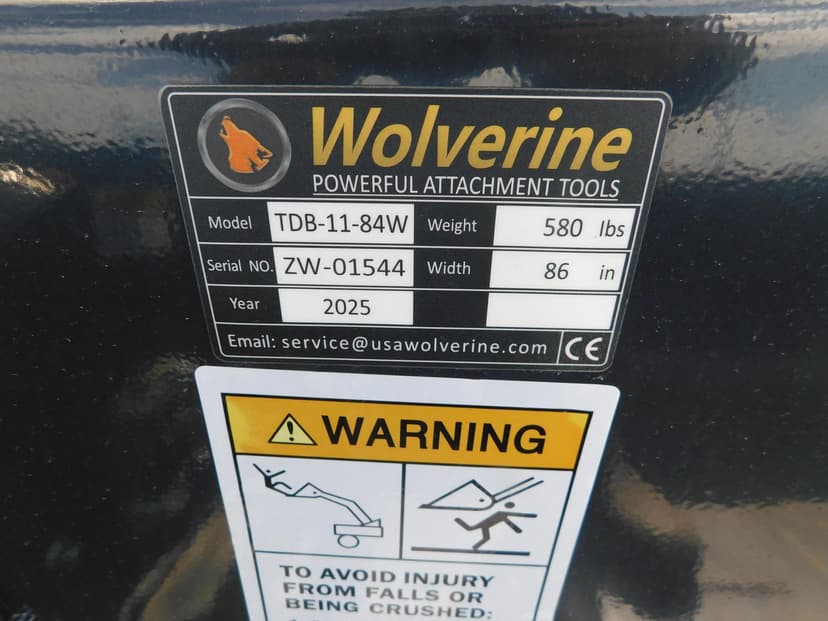 Wolverine
POWERFUL ATTACHMENT TOOLS
Model TDB-11-84W Weight 580 lbs
Serial NO. ZW-01544 Width 86 in
Year 2025
Email: service@usawolverine.com CE
WARNING
TO AVOID INJURY
FROM FALLS OR
BEING CRUSHED: